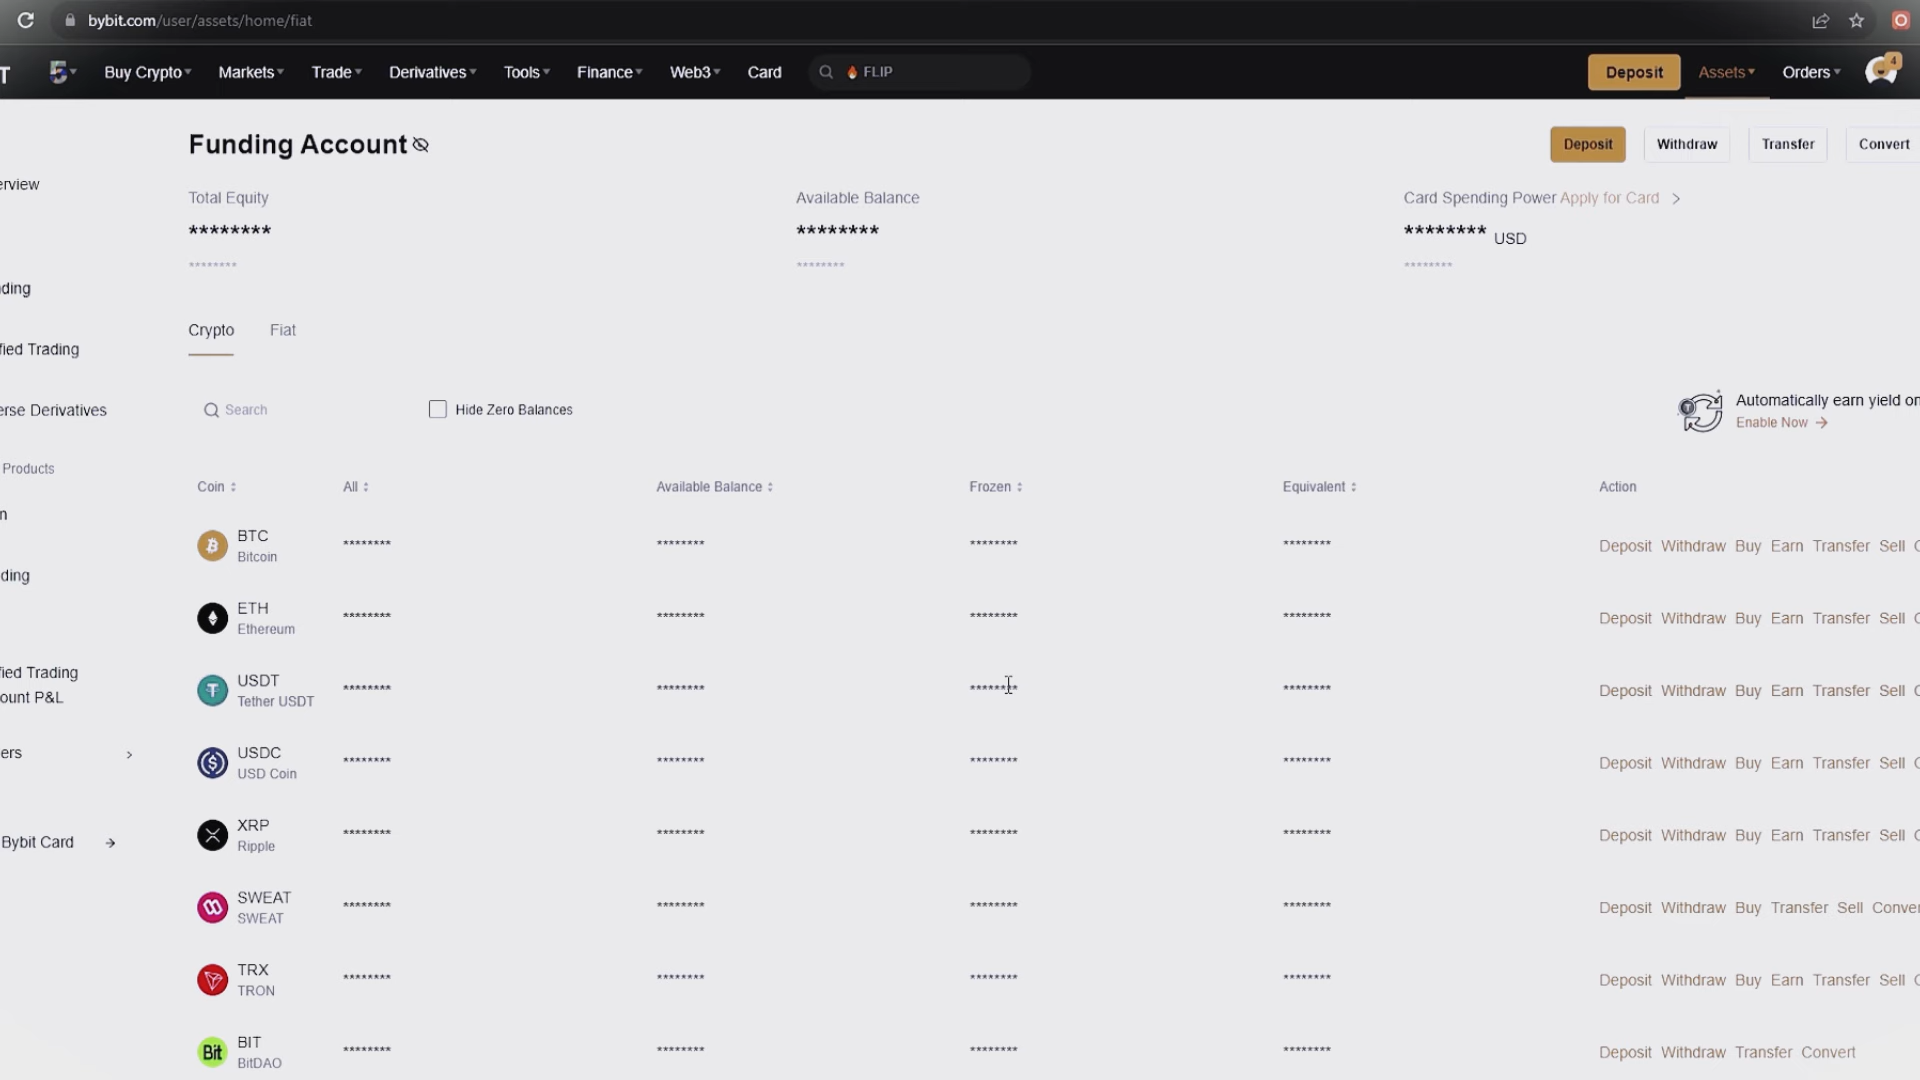 bybit.com/user/assets/home/fiat
T Buy Crypto Markets Trade Derivatives Tools Finance Web3 Card FLIP Deposit Assets Orders 4
Funding Account Deposit Withdraw Transfer Convert
erview
ding
fied Trading
erse Derivatives
Products
n
ding
fied Trading
ount P&L
ers
Bybit Card
Total Equity Available Balance Card Spending Power Apply for Card
******** ******** ******** USD
******** ******** ********
Crypto Fiat
Search Hide Zero Balances
Automatically earn yield on
Enable Now
Coin All Available Balance Frozen Equivalent Action
BTC
Bitcoin
******** ******** ******** ******** Deposit Withdraw Buy Earn Transfer Sell C
ETH
Ethereum
******** ******** ******** ******** Deposit Withdraw Buy Earn Transfer Sell C
USDT
Tether USDT
******** ******** ******** ******** Deposit Withdraw Buy Earn Transfer Sell C
USDC
USD Coin
******** ******** ******** ******** Deposit Withdraw Buy Earn Transfer Sell C
XRP
Ripple
******** ******** ******** ******** Deposit Withdraw Buy Earn Transfer Sell C
SWEAT
SWEAT
******** ******** ******** ******** Deposit Withdraw Buy Transfer Sell Conver
TRX
TRON
******** ******** ******** ******** Deposit Withdraw Buy Earn Transfer Sell C
Bit
BIT
BitDAO
******** ******** ******** ******** Deposit Withdraw Transfer Convert